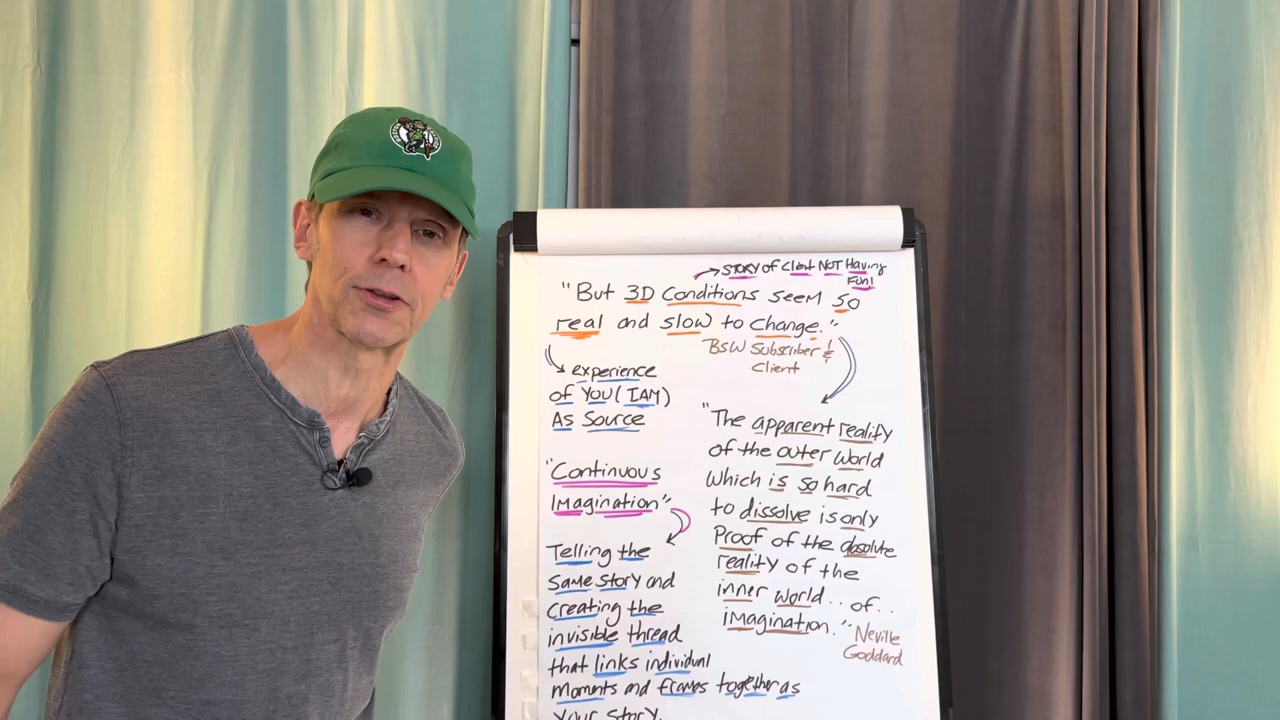 STORY of Client NOT Having
Fun!
"But 3D Conditions seem so
real and slow to change."
BSW Subscriber &
Client
experience
of You (I AM)
As Source
"Continuous
Imagination"
Telling the
same story and
creating the
invisible thread
that links individual
moments and frames together as
your story.
"The apparent reality
of the outer world
which is so hard
to dissolve is only
Proof of the absolute
reality of the
inner world... of..
imagination."
Neville
Goddard